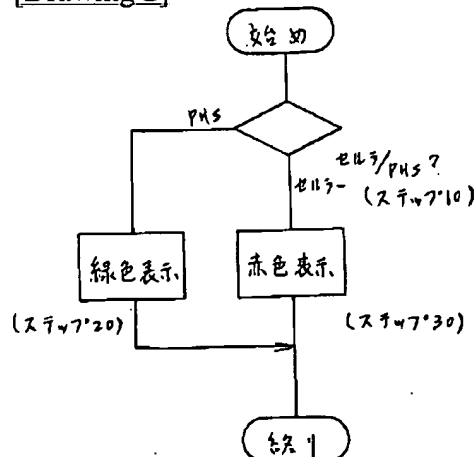 始め
PHS
セルラ/PHS?
セルラー
(ステップ10)
緑色表示
赤色表示
(ステップ20)
(ステップ30)
終り